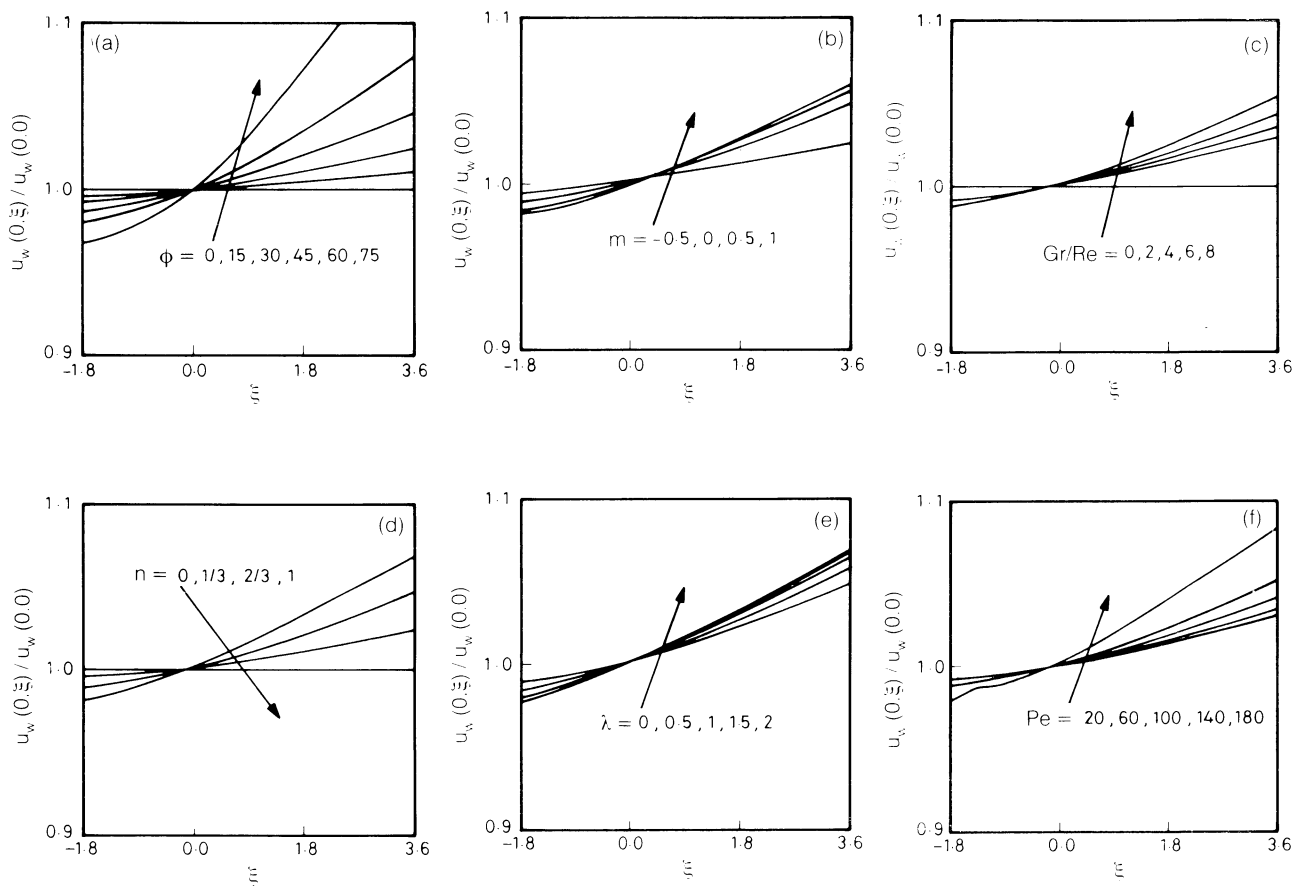 (a)
1·1
1·0
0·9
-1·8
0·0
1·8
3·6
u_w (0,ξ) / u_w (0.0)
ξ
ϕ = 0,15,30,45,60,75
(b)
1·1
1·0
0·9
-1·8
0·0
1·8
3·6
u_w (0,ξ) / u_w (0.0)
ξ
m = -0·5, 0, 0·5, 1
(c)
1·1
1·0
0·9
-1·8
0·0
1·8
3·6
ξ
Gr/Re = 0,2,4,6,8
(d)
1·1
1·0
0·9
-1·8
0·0
1·8
3·6
u_w (0,ξ) / u_w (0.0)
ξ
n = 0, 1/3, 2/3, 1
(e)
1·1
1·0
0·9
-1·8
0·0
1·8
3·6
u_w (0,ξ) / u_w (0.0)
ξ
λ = 0, 0·5, 1, 1·5, 2
(f)
1·1
1·0
0·9
-1·8
0·0
1·8
3·6
u_w (0,ξ) / u_w (0.0)
ξ
Pe = 20, 60, 100, 140, 180